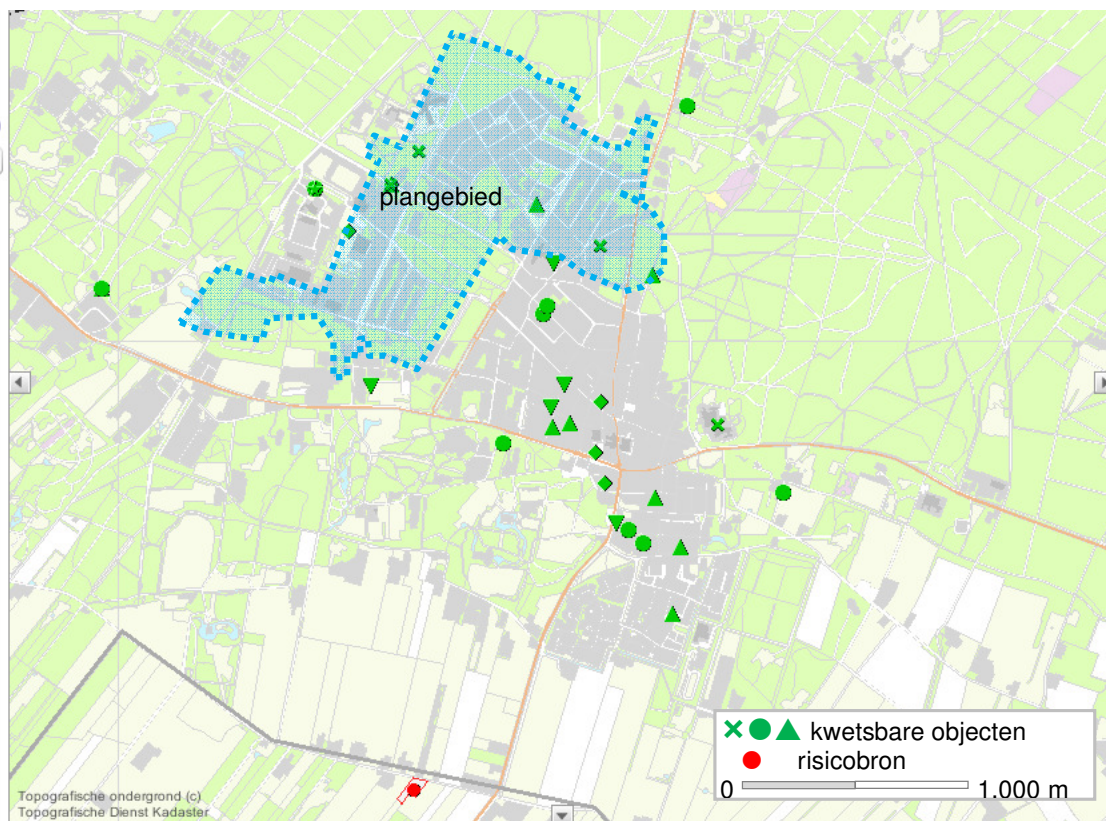 plangebied
kwetsbare objecten
risicobron
0 1.000 m
Topografische ondergrond (c)
Topografische Dienst Kadaster